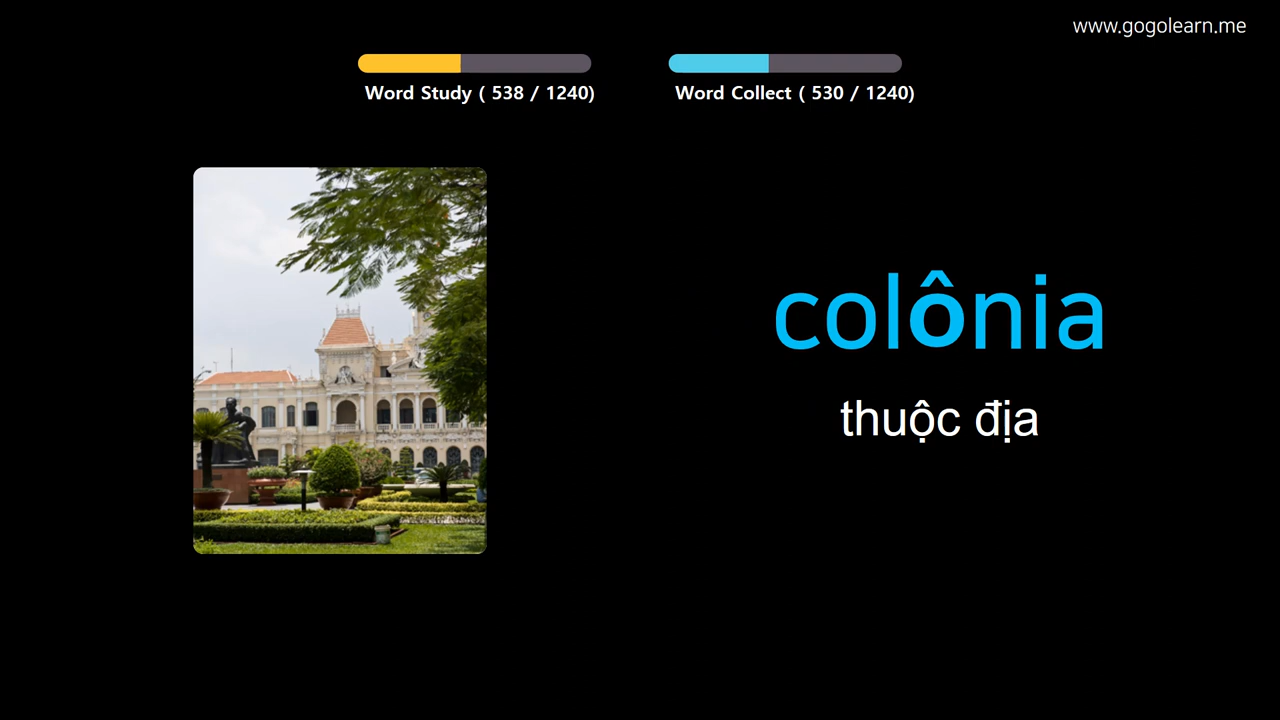 www.gogolearn.me
Word Study ( 538 / 1240)
Word Collect ( 530 / 1240)
colônia
thuộc địa